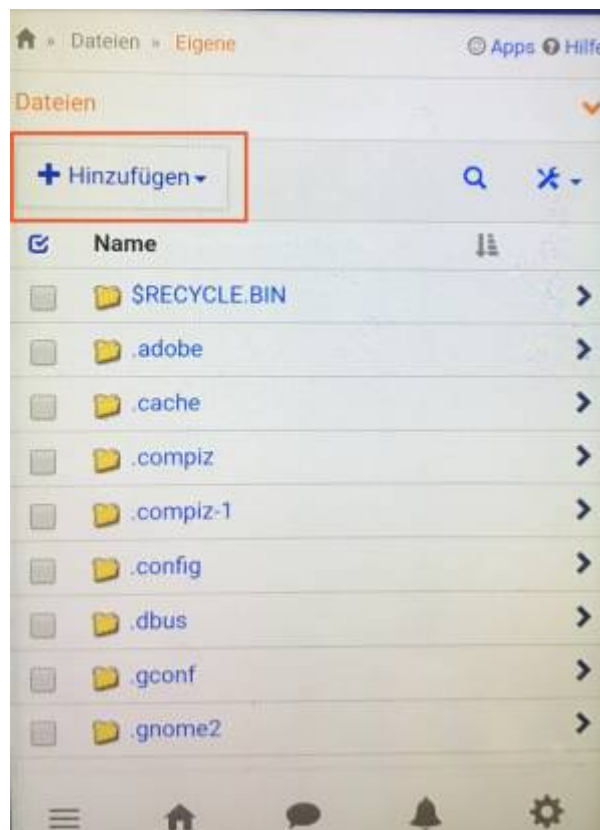 » Dateien » Eigene Apps Hilfe
Dateien
Hinzufügen
Name
$RECYCLE.BIN
.adobe
.cache
.compiz
.compiz-1
.config
.dbus
.gconf
.gnome2